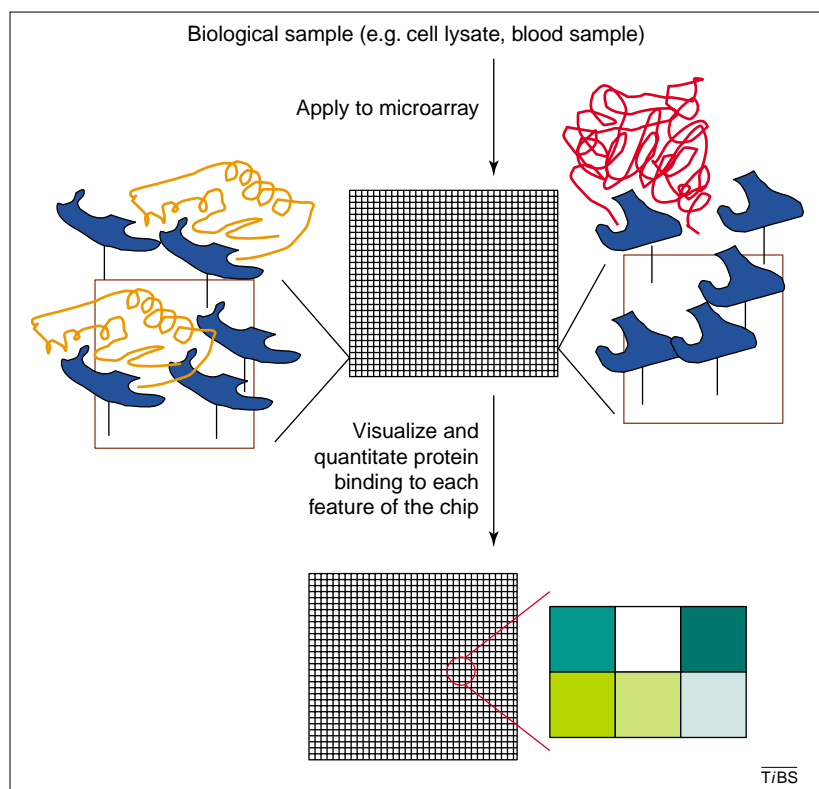 Biological sample (e.g. cell lysate, blood sample)
Apply to microarray
Visualize and
quantitate protein
binding to each
feature of the chip
TiBS